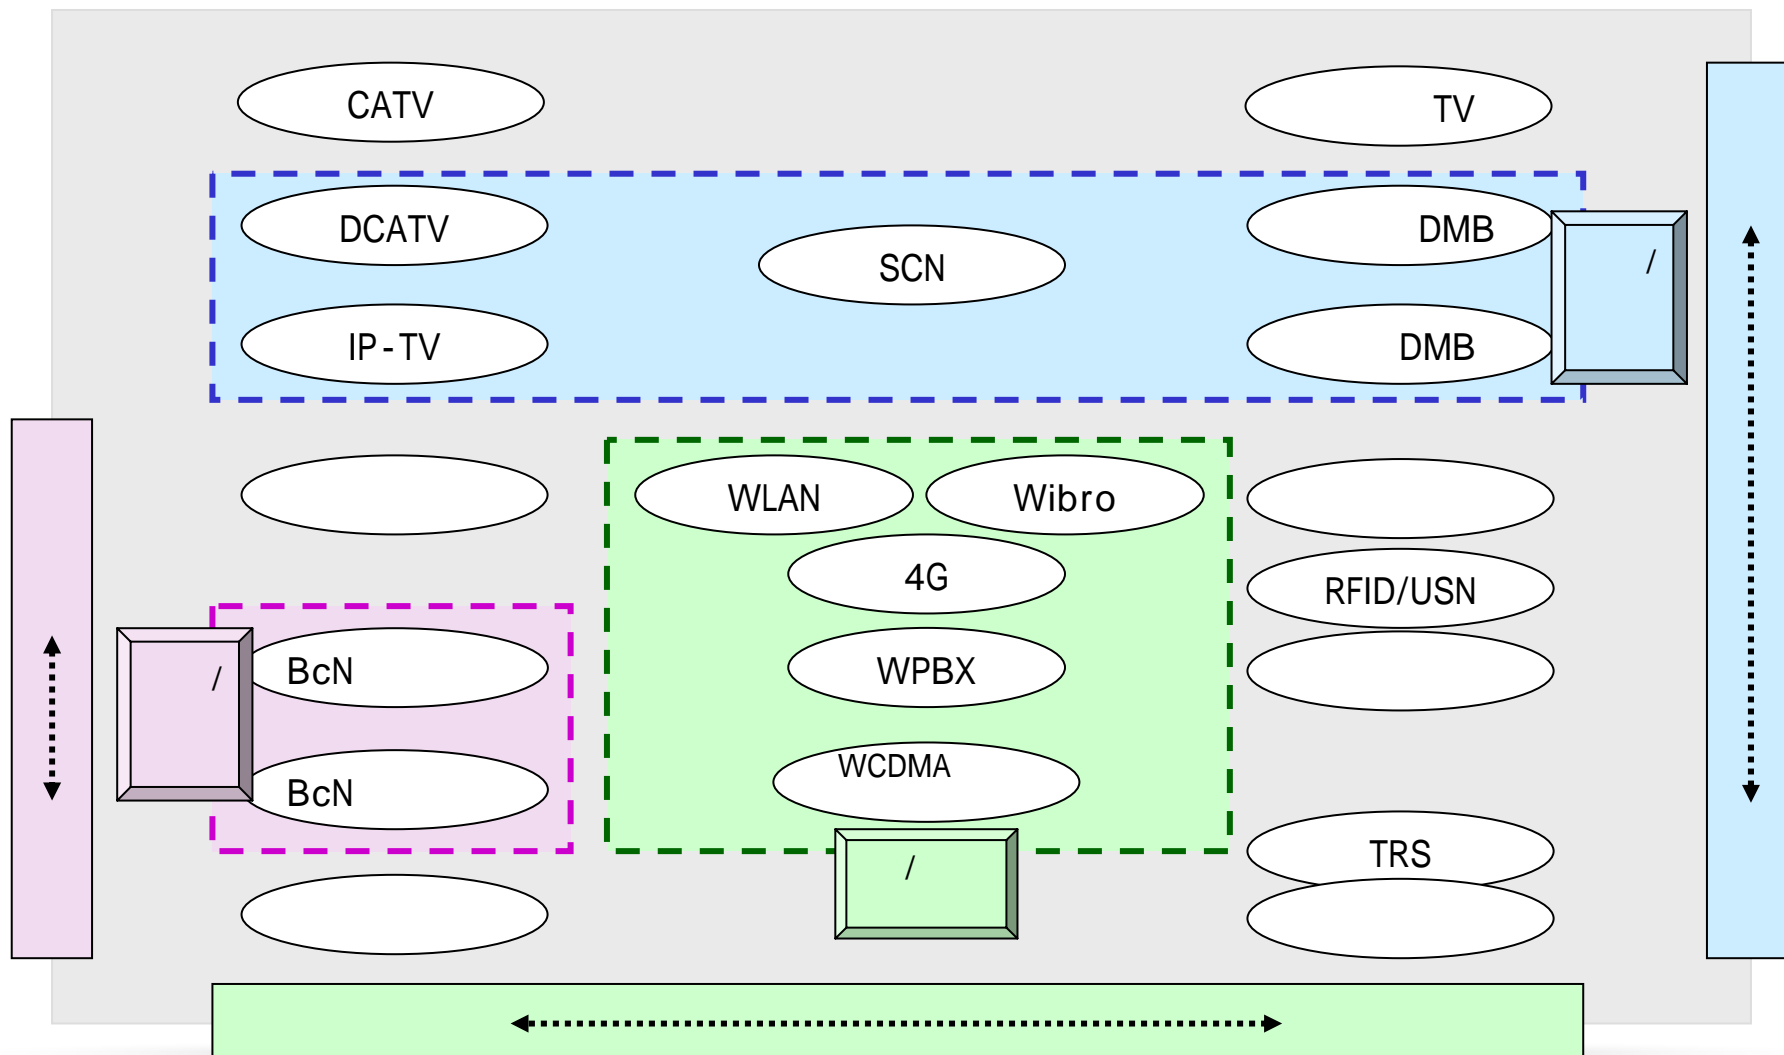 CATV
TV
DCATV
SCN
DMB
/
IP-TV
DMB
WLAN
Wibro
4G
RFID/USN
BcN
/
WPBX
BcN
WCDMA
TRS
/